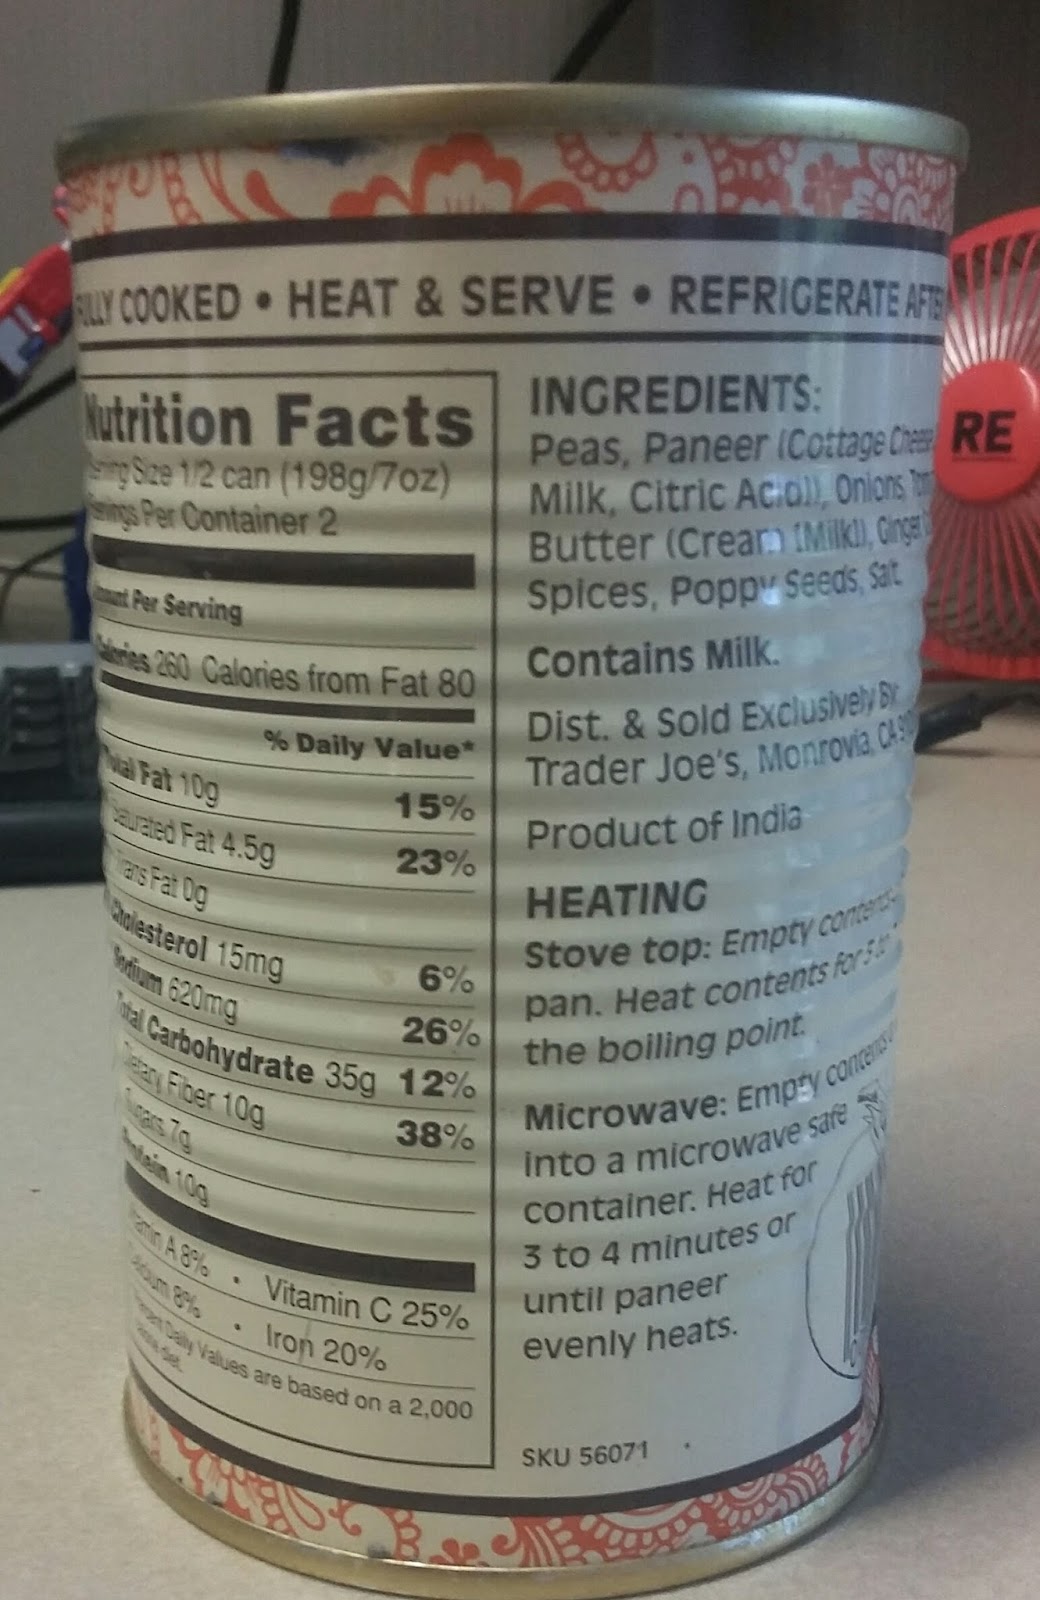 FULLY COOKED • HEAT & SERVE • REFRIGERATE AFTE
Nutrition Facts
Serving Size 1/2 can (198g/7oz)
Servings Per Container 2
Amount Per Serving
Calories 260 Calories from Fat 80
% Daily Value*
Total Fat 10g 15%
Saturated Fat 4.5g 23%
Trans Fat 0g
Cholesterol 15mg 6%
Sodium 620mg 26%
Total Carbohydrate 35g 12%
Dietary Fiber 10g 38%
Sugars 7g
Protein 10g
Vitamin A 8% • Vitamin C 25%
Calcium 8% • Iron 20%
Percent Daily Values are based on a 2,000
calorie diet.
INGREDIENTS:
Peas, Paneer (Cottage Cheese
Milk, Citric Acid]), Onions,
Butter (Cream [Milk]), Ginger,
Spices, Poppy Seeds, Salt.
Contains Milk.
Dist. & Sold Exclusively By:
Trader Joe's, Monrovia, CA
Product of India
HEATING
Stove top: Empty contents
pan. Heat contents for 5 to
the boiling point.
Microwave: Empty contents
into a microwave safe
container. Heat for
3 to 4 minutes or
until paneer
evenly heats.
SKU 56071
RE